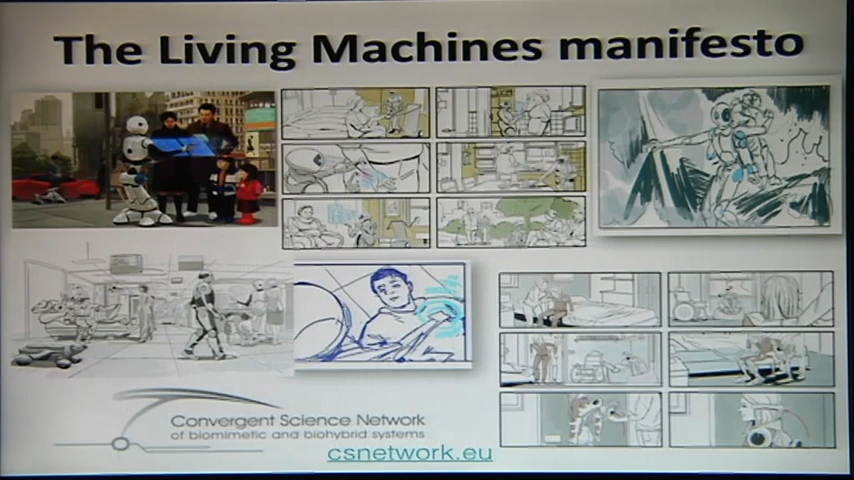 The Living Machines manifesto
Convergent Science Network
of biomimetic and biohybrid systems
csnetwork.eu